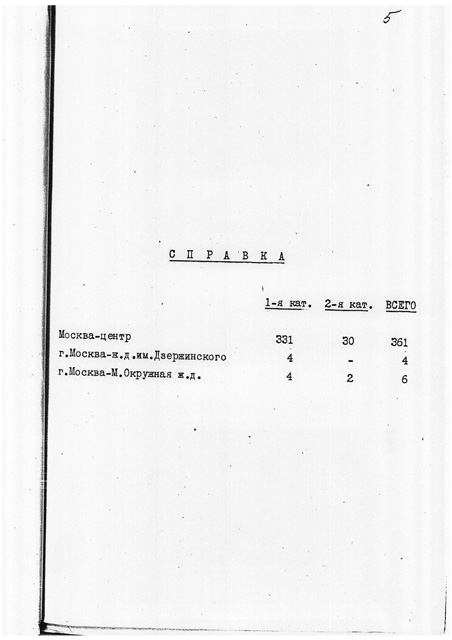 5
С П Р А В К А
1-я кат. 2-я кат. ВСЕГО
Москва-центр 331 30 361
г.Москва-ж.д.им.Дзержинского 4 - 4
г.Москва-М.Окружная ж.д. 4 2 6